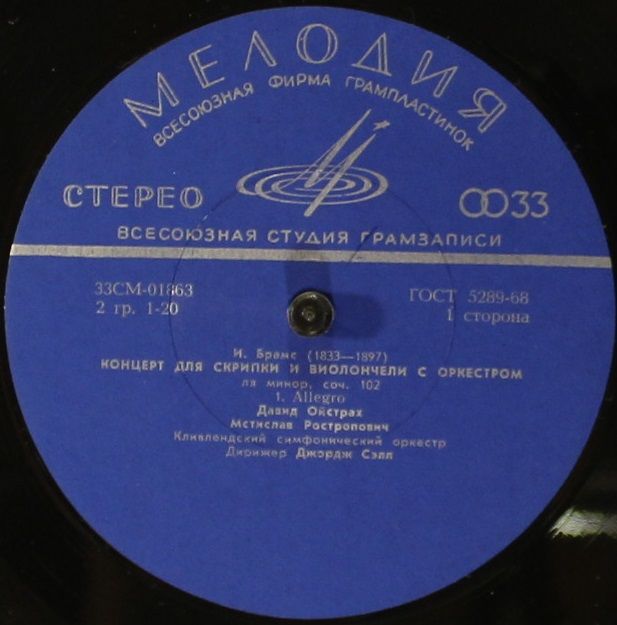 МЕЛОДИЯ
ВСЕСОЮЗНАЯ ФИРМА ГРАМПЛАСТИНОК
СТЕРЕО
33
ВСЕСОЮЗНАЯ СТУДИЯ ГРАМЗАПИСИ
33СМ-01863
ГОСТ 5289-68
2 гр. 1-20
1 сторона
И. Брамс (1833—1897)
КОНЦЕРТ ДЛЯ СКРИПКИ И ВИОЛОНЧЕЛИ С ОРКЕСТРОМ
ля минор, соч. 102
1. Allegro
Давид Ойстрах
Мстислав Ростропович
Кливлендский симфонический оркестр
Дирижер Джордж Сэлл